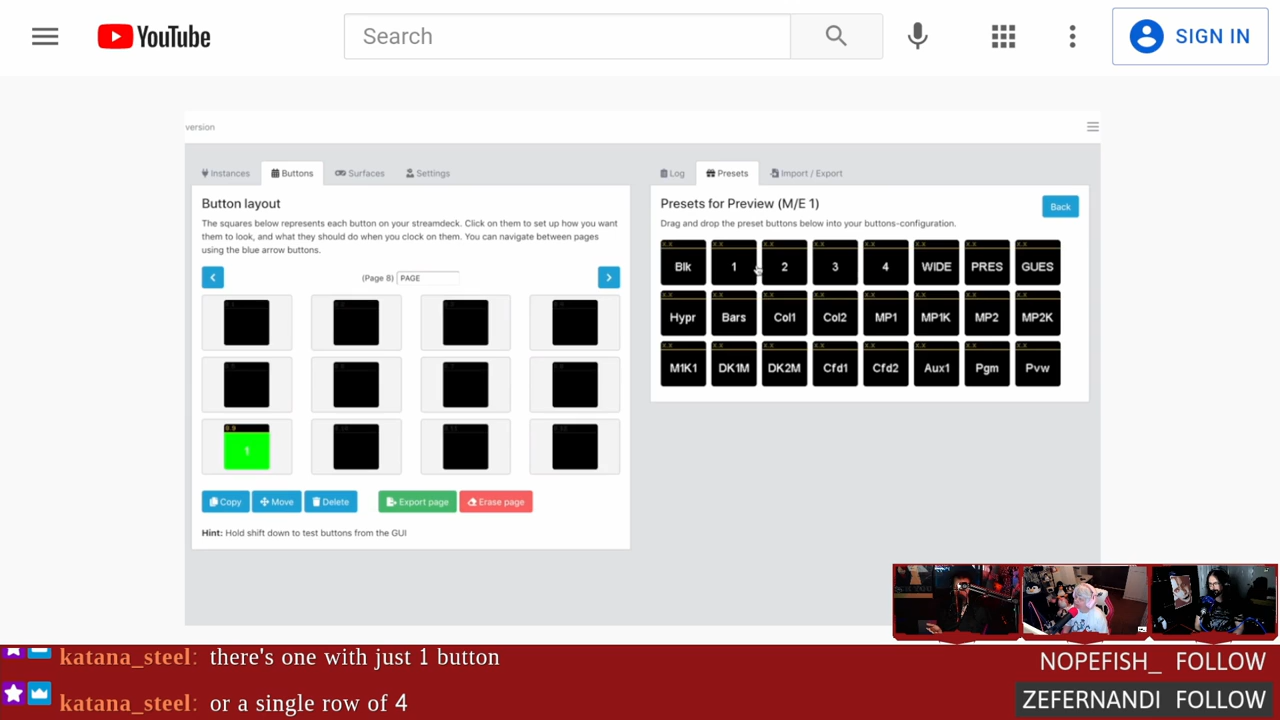 YouTube
Search
SIGN IN
version
Instances Buttons Surfaces Settings
Log Presets Import / Export
Button layout
The squares below represents each button on your streamdeck. Click on them to set up how you want
them to look, and what they should do when you clock on them. You can navigate between pages
using the blue arrow buttons.
(Page 8) PAGE
8.9
1
Copy Move Delete Export page Erase page
Hint: Hold shift down to test buttons from the GUI
Presets for Preview (M/E 1)
Back
Drag and drop the preset buttons below into your buttons-configuration.
X.X X.X X.X X.X X.X X.X X.X X.X
Blk 1 2 3 4 WIDE PRES GUES
X.X X.X X.X X.X X.X X.X X.X X.X
Hypr Bars Col1 Col2 MP1 MP1K MP2 MP2K
X.X X.X X.X X.X X.X X.X X.X X.X
M1K1 DK1M DK2M Cfd1 Cfd2 Aux1 Pgm Pvw
katana_steel: there's one with just 1 button
katana_steel: or a single row of 4
NOPEFISH_ FOLLOW
ZEFERNANDI FOLLOW